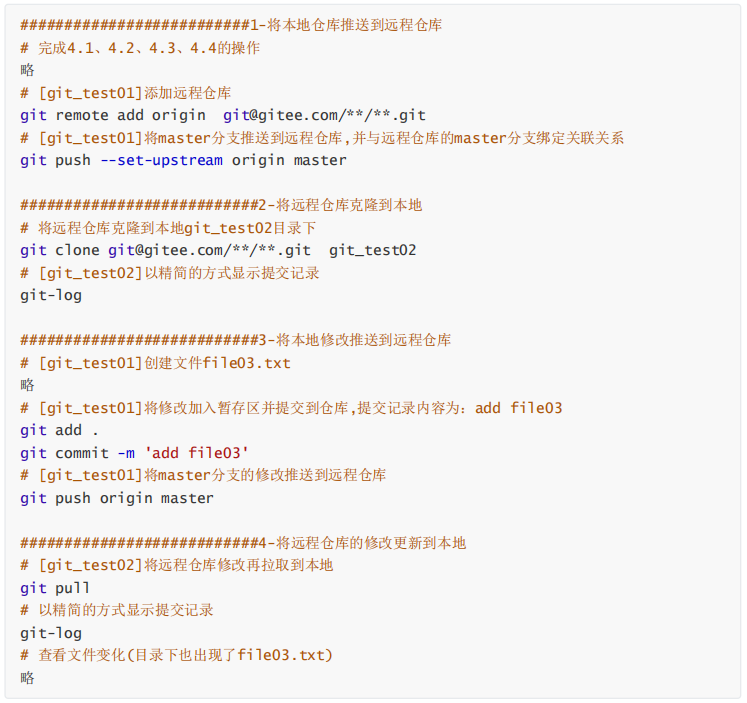 ##########################1-将本地仓库推送到远程仓库
# 完成4.1、4.2、4.3、4.4的操作
略
# [git_test01]添加远程仓库
git remote add origin  git@gitee.com/**/**.git
# [git_test01]将master分支推送到远程仓库,并与远程仓库的master分支绑定关联关系
git push --set-upstream origin master
###########################2-将远程仓库克隆到本地
# 将远程仓库克隆到本地git_test02目录下
git clone git@gitee.com/**/**.git  git_test02
# [git_test02]以精简的方式显示提交记录
git-log
###########################3-将本地修改推送到远程仓库
# [git_test01]创建文件file03.txt
略
# [git_test01]将修改加入暂存区并提交到仓库,提交记录内容为：add file03
git add .
git commit -m 'add file03'
# [git_test01]将master分支的修改推送到远程仓库
git push origin master
###########################4-将远程仓库的修改更新到本地
# [git_test02]将远程仓库修改再拉取到本地
git pull
# 以精简的方式显示提交记录
git-log
# 查看文件变化(目录下也出现了file03.txt)
略